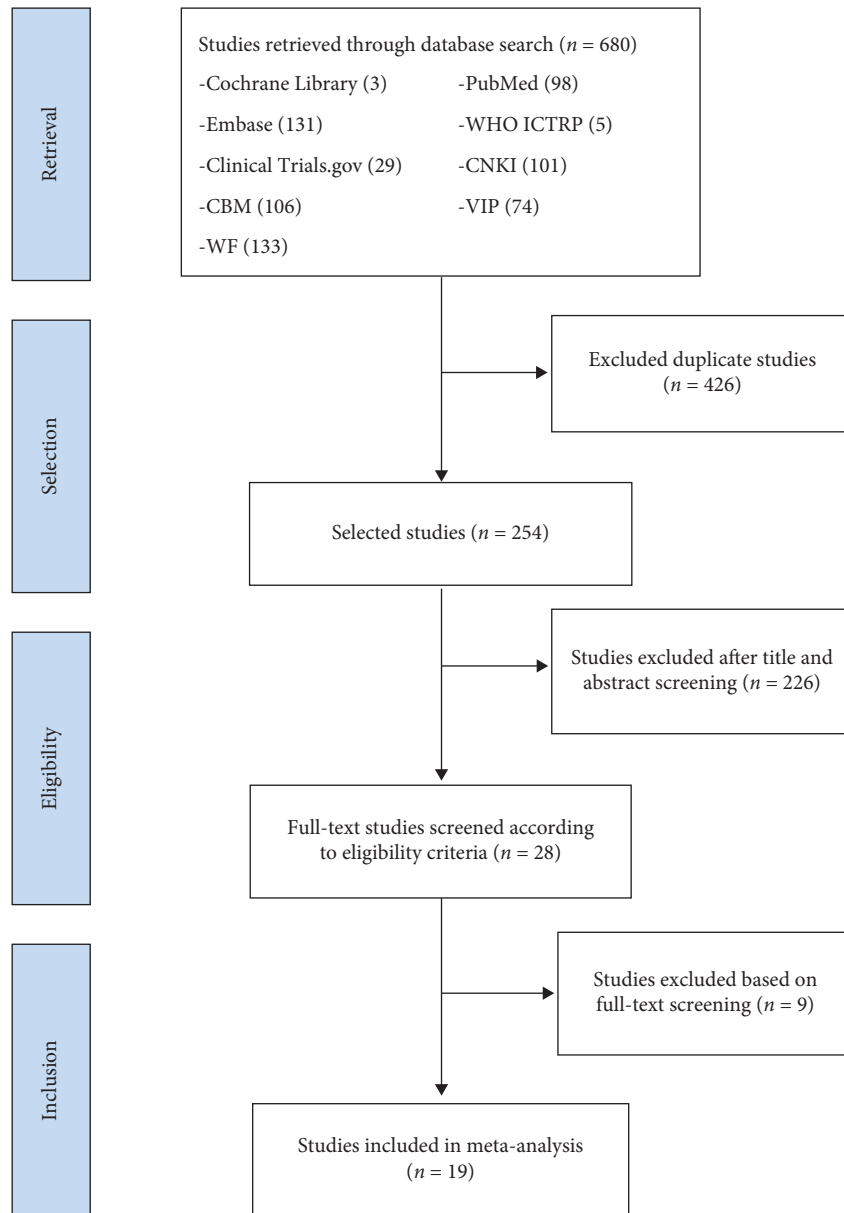 Retrieval
Studies retrieved through database search (n = 680)
-Cochrane Library (3)
-PubMed (98)
-Embase (131)
-WHO ICTRP (5)
-Clinical Trials.gov (29)
-CNKI (101)
-CBM (106)
-VIP (74)
-WF (133)
Selection
Excluded duplicate studies
(n = 426)
Selected studies (n = 254)
Eligibility
Studies excluded after title and
abstract screening (n = 226)
Full-text studies screened according
to eligibility criteria (n = 28)
Inclusion
Studies excluded based on
full-text screening (n = 9)
Studies included in meta-analysis
(n = 19)